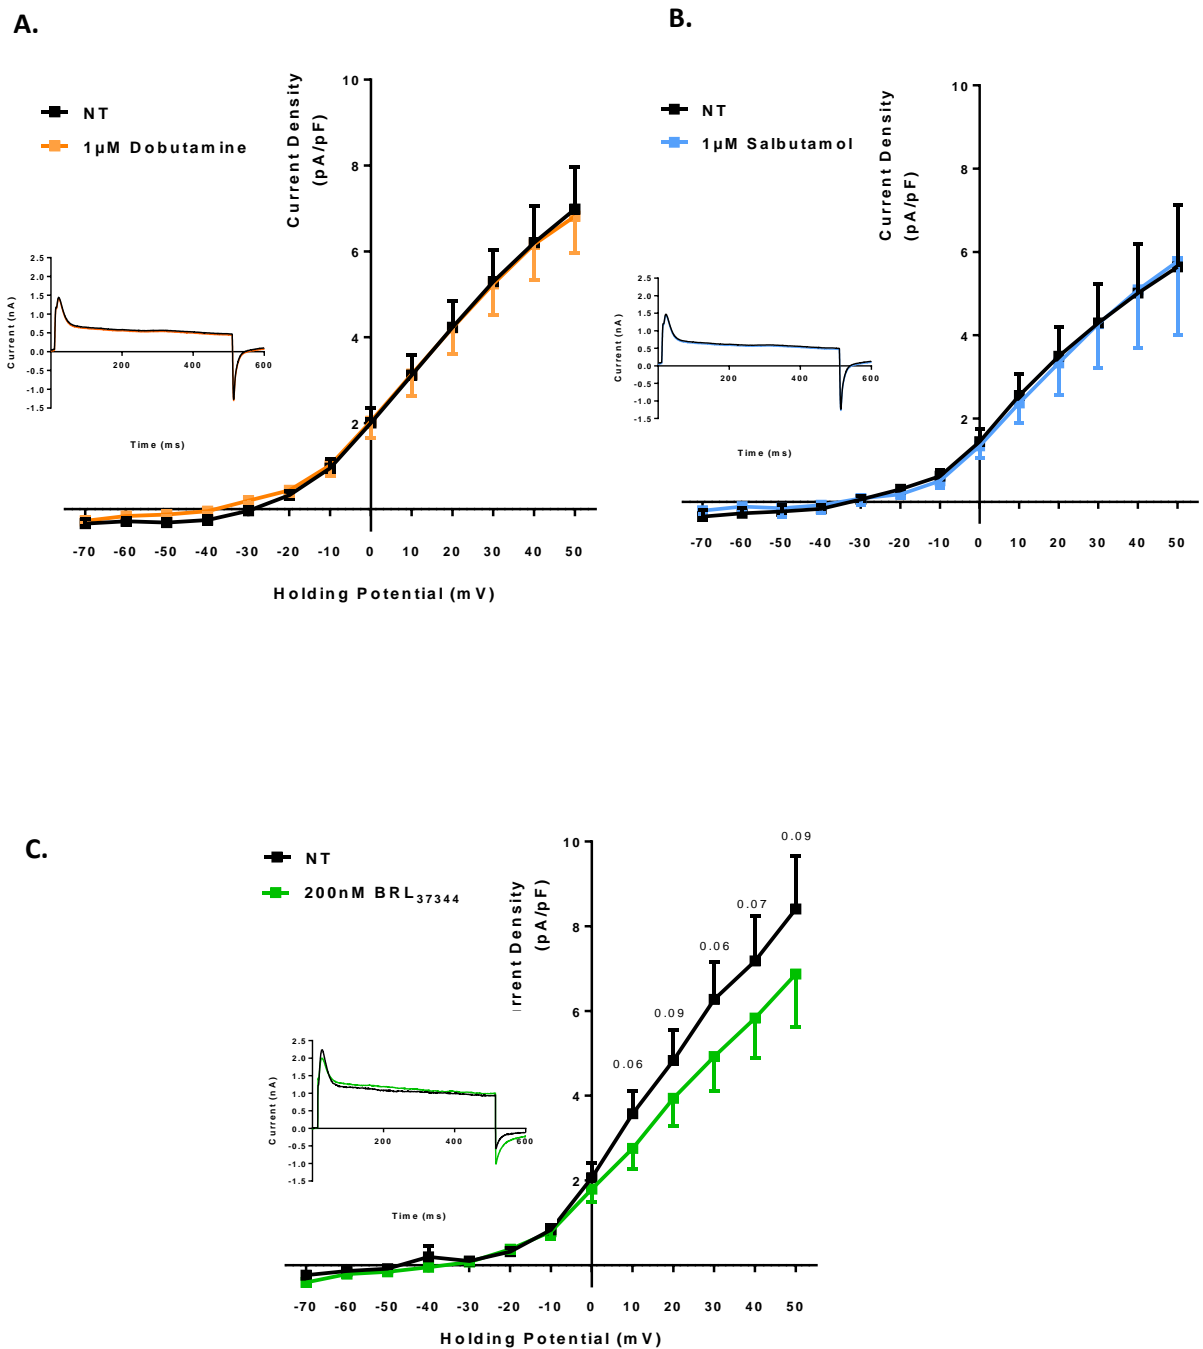 A.
NT
1µM Dobutamine
Current Density
(pA/pF)
10
8
6
4
2
-70 -60 -50 -40 -30 -20 -10 0 10 20 30 40 50
Holding Potential (mV)
Current (nA)
2.5
2.0
1.5
1.0
0.5
0.0
-0.5
-1.0
-1.5
200 400 600
Time (ms)
B.
NT
1µM Salbutamol
Current Density
(pA/pF)
10
8
6
4
2
-70 -60 -50 -40 -30 -20 -10 0 10 20 30 40 50
Current (nA)
2.5
2.0
1.5
1.0
0.5
0.0
-0.5
-1.0
-1.5
200 400 600
Time (ms)
C.
NT
200nM BRL37344
rrent Density
(pA/pF)
10
8
6
4
2
0.06
0.09
0.06
0.07
0.09
-70 -60 -50 -40 -30 -20 -10 0 10 20 30 40 50
Holding Potential (mV)
Current (nA)
2.5
2.0
1.5
1.0
0.5
0.0
-0.5
-1.0
-1.5
200 400 600
Time (ms)